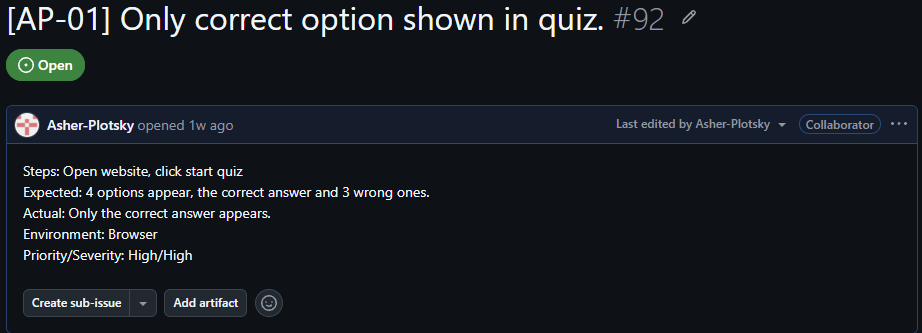 [AP-01] Only correct option shown in quiz. #92
Open
Asher-Plotsky opened 1w ago
Last edited by Asher-Plotsky
Collaborator
Steps: Open website, click start quiz
Expected: 4 options appear, the correct answer and 3 wrong ones.
Actual: Only the correct answer appears.
Environment: Browser
Priority/Severity: High/High
Create sub-issue
Add artifact